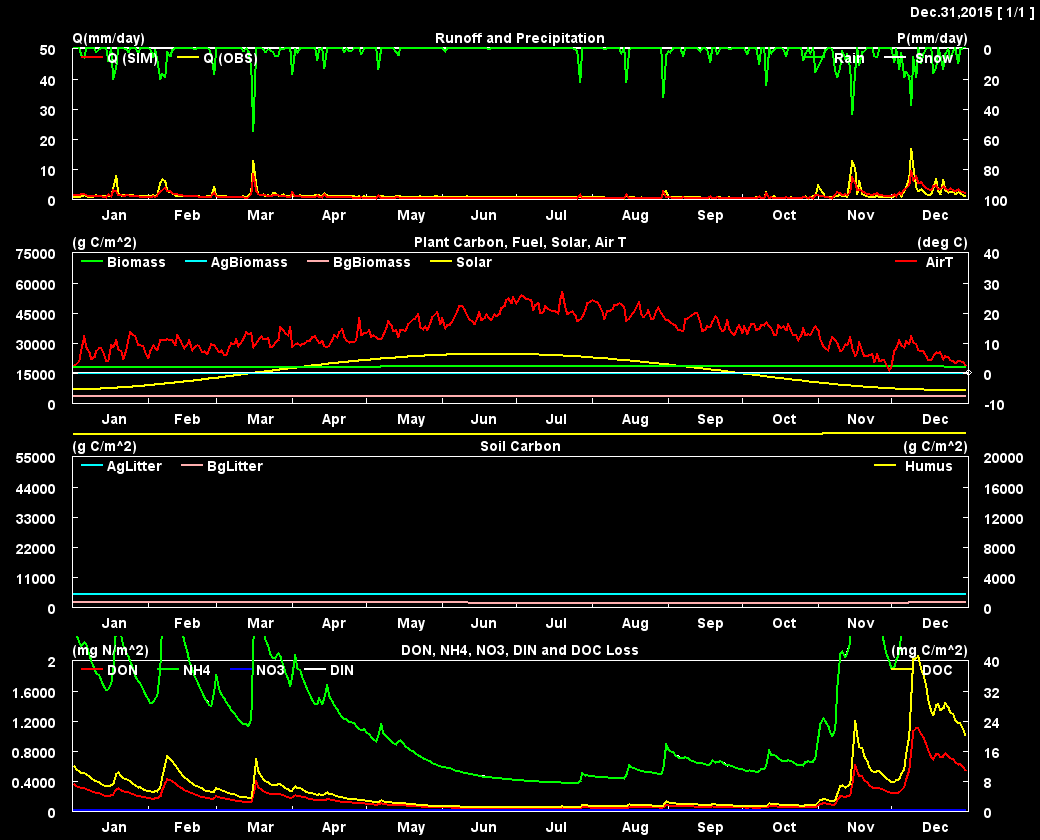 Dec.31,2015 [ 1/1 ]
Q(mm/day) Runoff and Precipitation P(mm/day)
50 0
Q (SIM) Q (OBS) Rain Snow
40 20
30 40
20 60
10 80
0 100
Jan Feb Mar Apr May Jun Jul Aug Sep Oct Nov Dec
(g C/m^2) Plant Carbon, Fuel, Solar, Air T (deg C)
75000 40
Biomass AgBiomass BgBiomass Solar AirT
60000 30
45000 20
30000 10
15000 0
0 -10
Jan Feb Mar Apr May Jun Jul Aug Sep Oct Nov Dec
(g C/m^2) Soil Carbon (g C/m^2)
55000 20000
AgLitter BgLitter Humus
44000 16000
33000 12000
22000 8000
11000 4000
0 0
Jan Feb Mar Apr May Jun Jul Aug Sep Oct Nov Dec
(mg N/m^2) DON, NH4, NO3, DIN and DOC Loss (mg C/m^2)
2 40
DON NH4 NO3 DIN DOC
1.6000 32
1.2000 24
0.8000 16
0.4000 8
0 0
Jan Feb Mar Apr May Jun Jul Aug Sep Oct Nov Dec